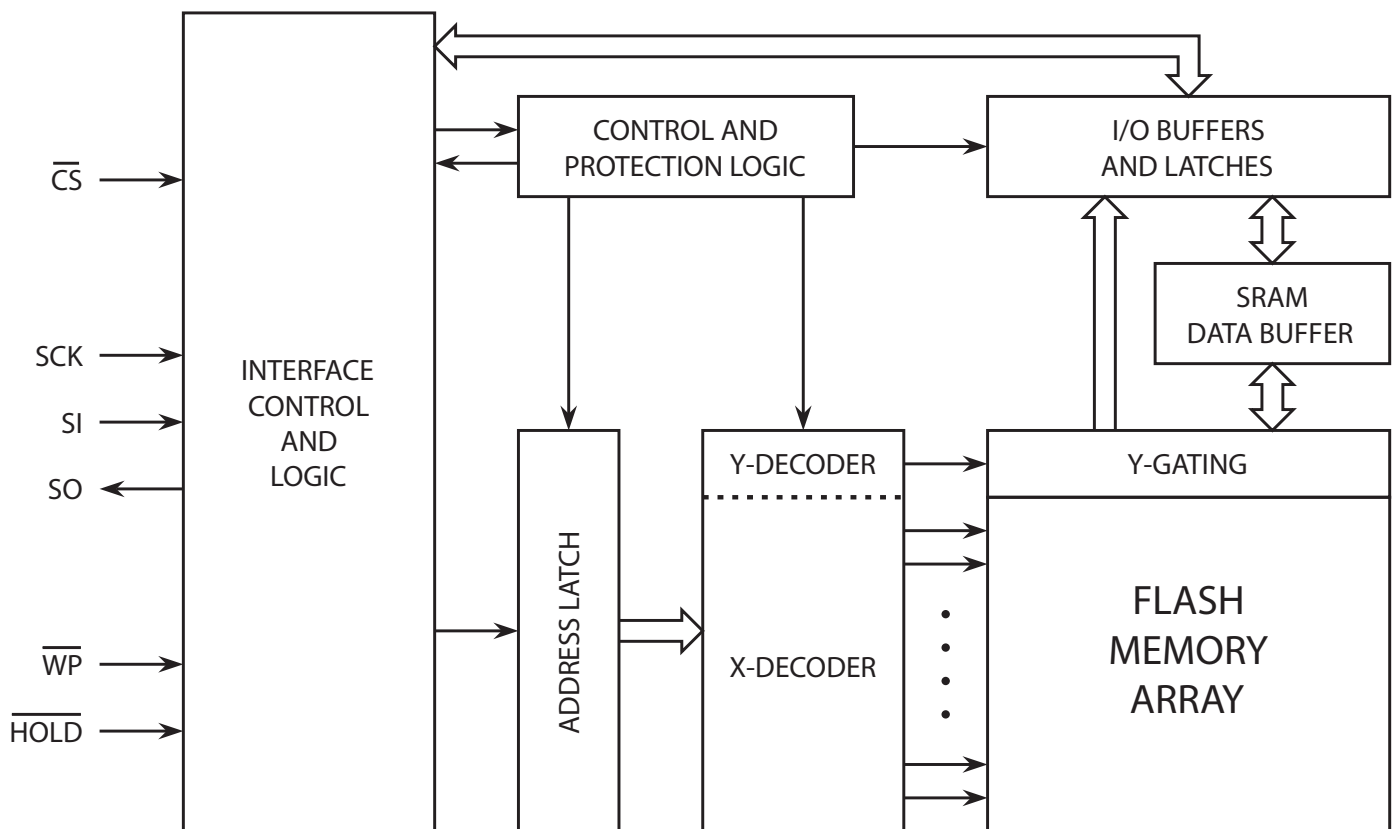 CS
SCK
SI
SO
WP
HOLD
INTERFACE
CONTROL
AND
LOGIC
CONTROL AND
PROTECTION LOGIC
I/O BUFFERS
AND LATCHES
SRAM
DATA BUFFER
ADDRESS LATCH
Y-DECODER
X-DECODER
Y-GATING
FLASH
MEMORY
ARRAY